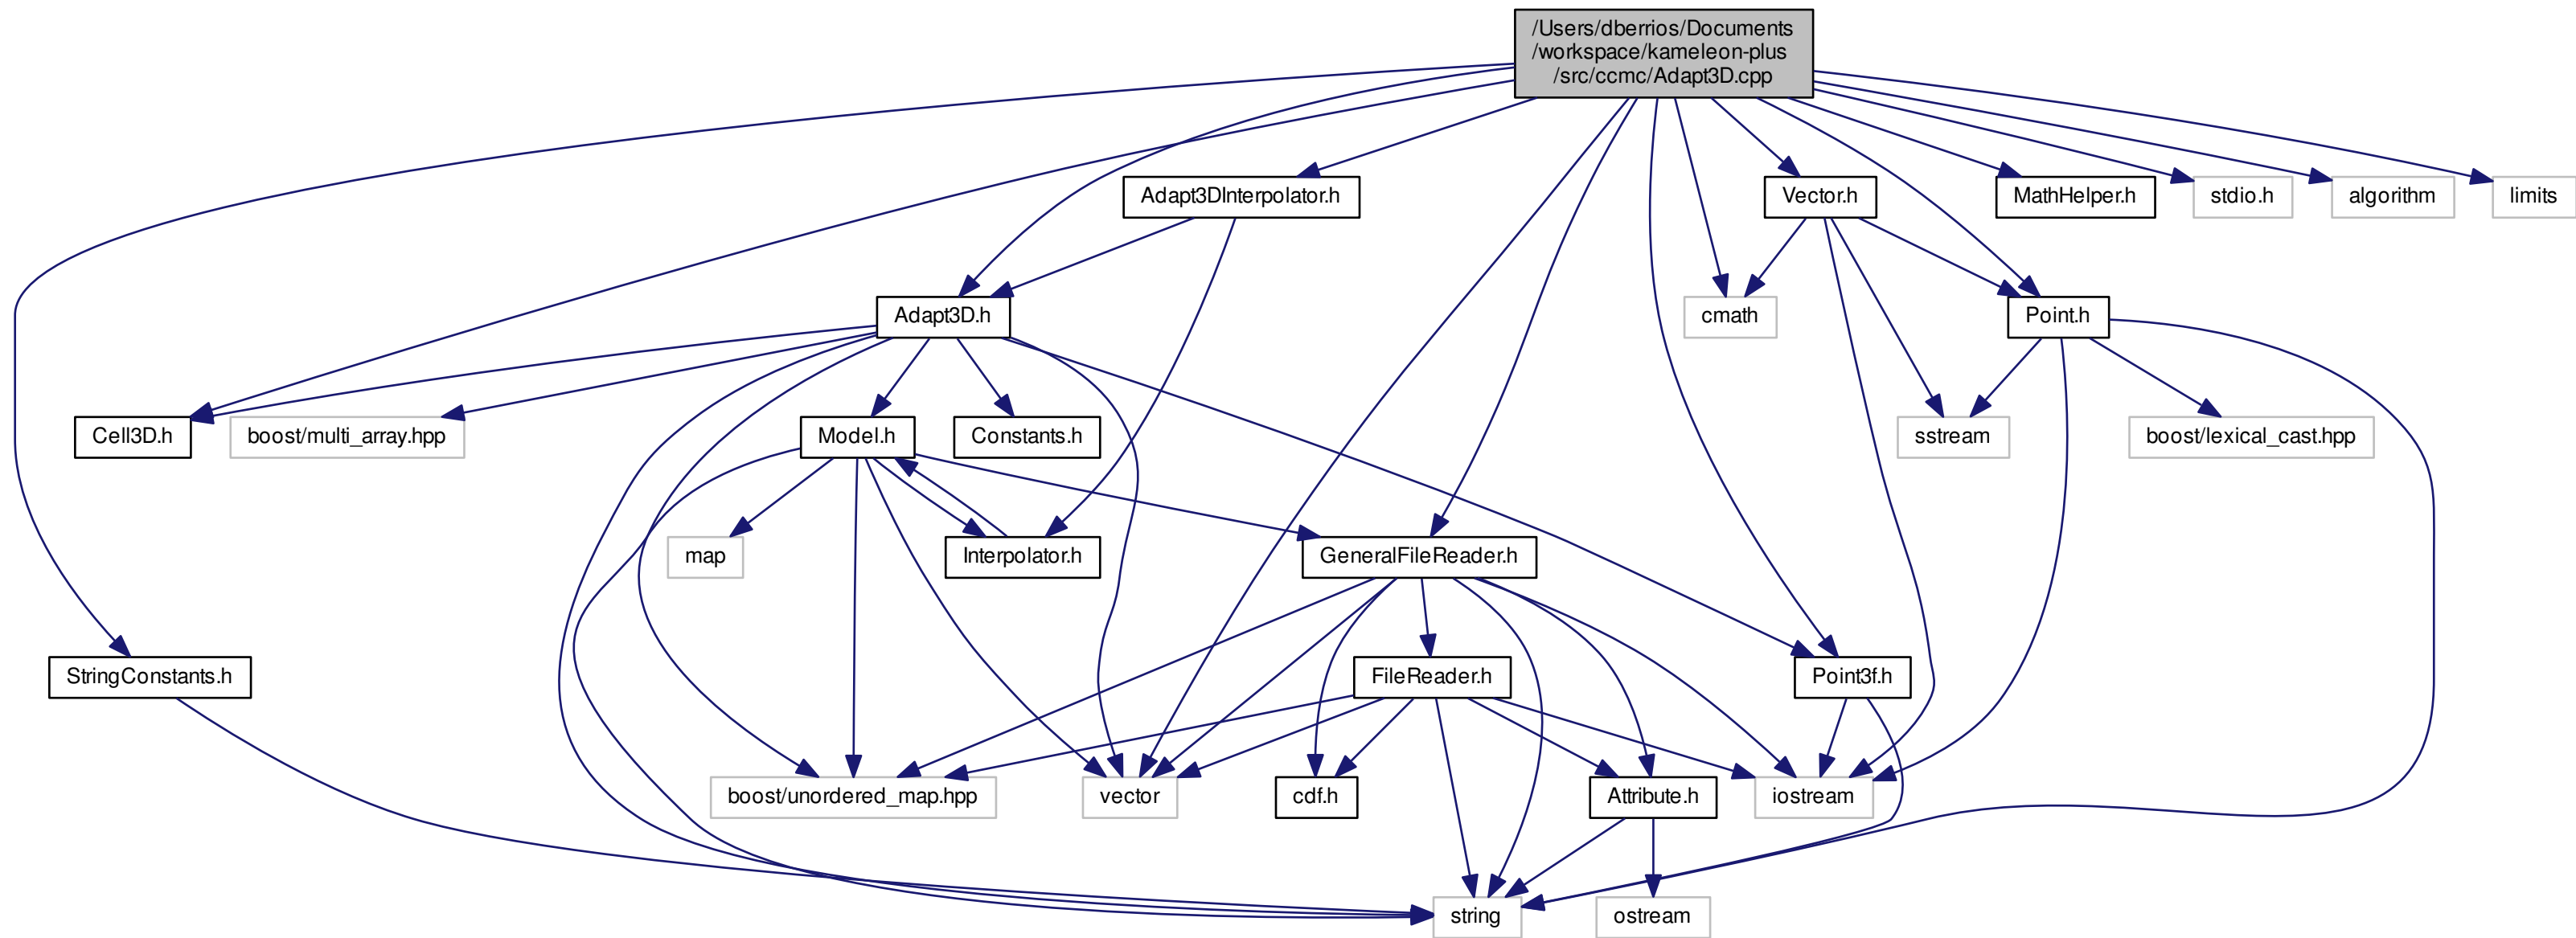 /Users/dberrios/Documents
/workspace/kameleon-plus
/src/ccmc/Adapt3D.cpp
Adapt3DInterpolator.h
Vector.h
MathHelper.h
stdio.h
algorithm
limits
Adapt3D.h
cmath
Point.h
Cell3D.h
boost/multi_array.hpp
Model.h
Constants.h
sstream
boost/lexical_cast.hpp
map
Interpolator.h
GeneralFileReader.h
StringConstants.h
FileReader.h
Point3f.h
boost/unordered_map.hpp
vector
cdf.h
Attribute.h
iostream
string
ostream